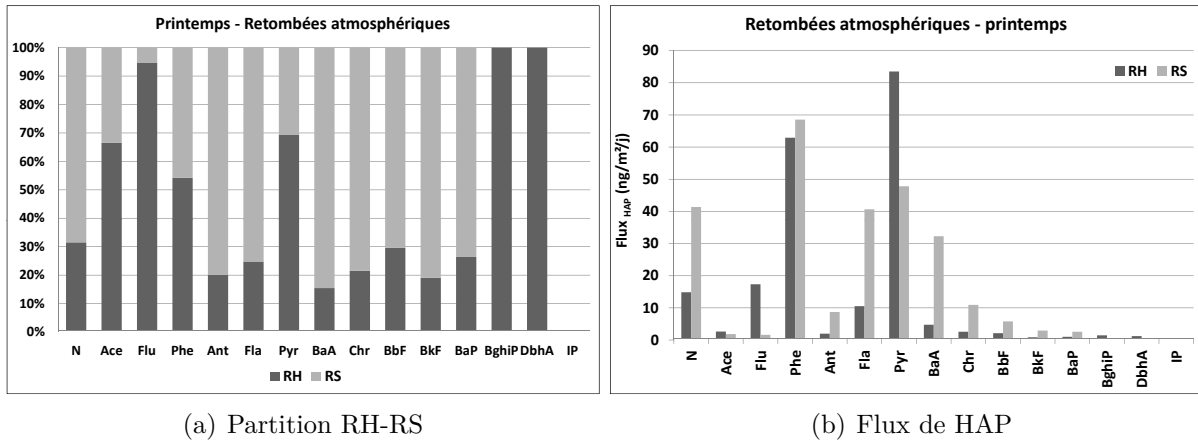 Printemps - Retombées atmosphériques
100%
90%
80%
70%
60%
50%
40%
30%
20%
10%
0%
N Ace Flu Phe Ant Fla Pyr BaA Chr BbF BkF BaP BghiP DbhA IP
RH RS
(a) Partition RH-RS
Retombées atmosphériques - printemps
RH RS
Flux HAP (ng/m²/j)
90
80
70
60
50
40
30
20
10
0
N Ace Flu Phe Ant Fla Pyr BaA Chr BbF BkF BaP BghiP DbhA IP
(b) Flux de HAP